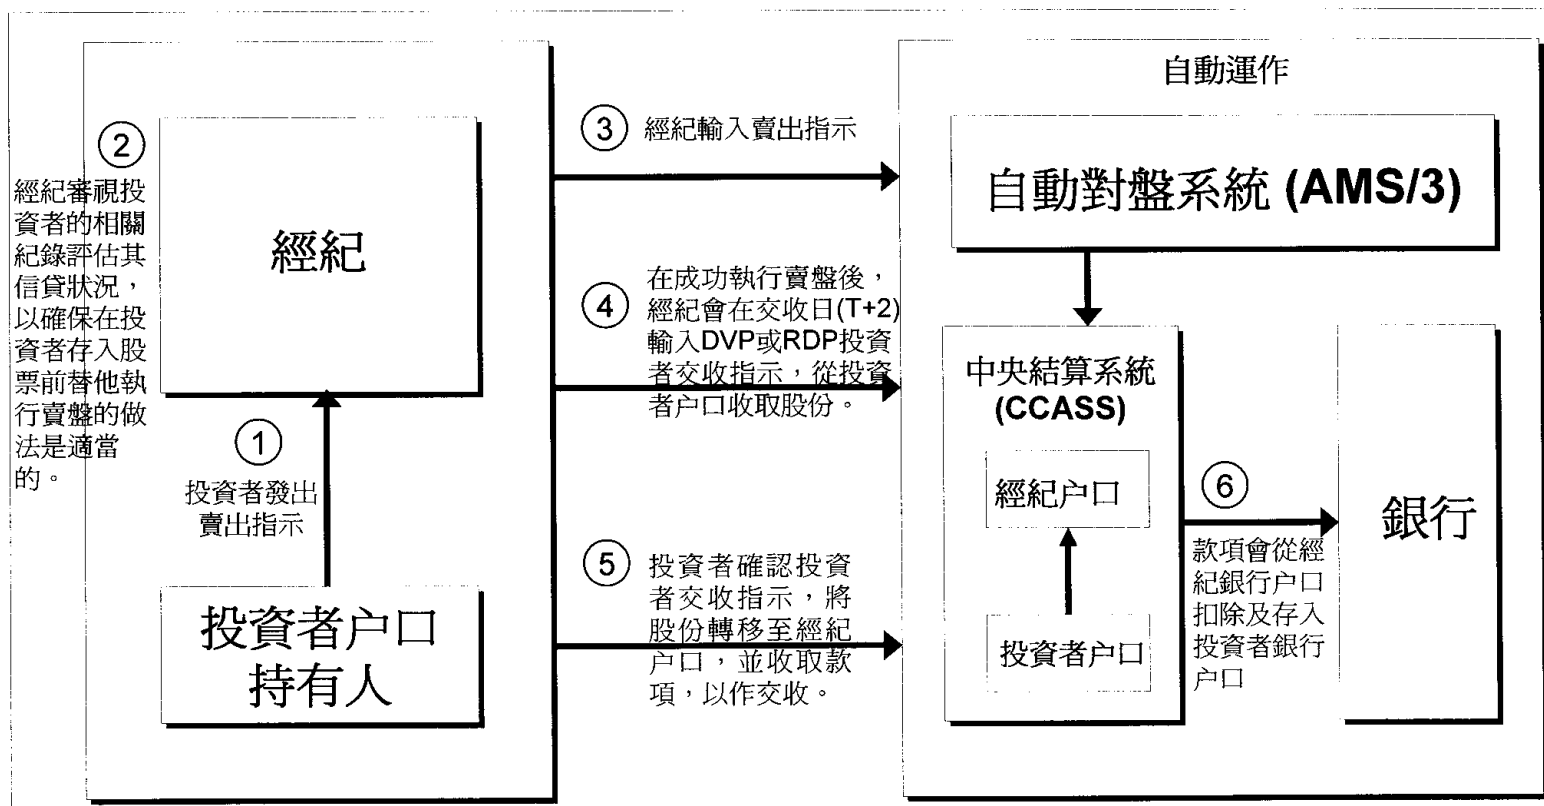 ②
經紀審視投
資者的相關
紀錄評估其
信貸狀況，
以確保在投
資者存入股
票前替他執
行賣盤的做
法是適當
的。
經紀
①
投資者發出
賣出指示
投資者户口
持有人
③ 經紀輸入賣出指示
④
在成功執行賣盤後，
經紀會在交收日(T+2)
輸入DVP或RDP投資
者交收指示，從投資
者户口收取股份。
⑤
投資者確認投資
者交收指示，將
股份轉移至經紀
户口，並收取款
項，以作交收。
自動運作
自動對盤系統 (AMS/3)
中央結算系統
(CCASS)
經紀户口
投資者户口
⑥
款項會從經
紀銀行户口
扣除及存入
投資者銀行
户口
銀行